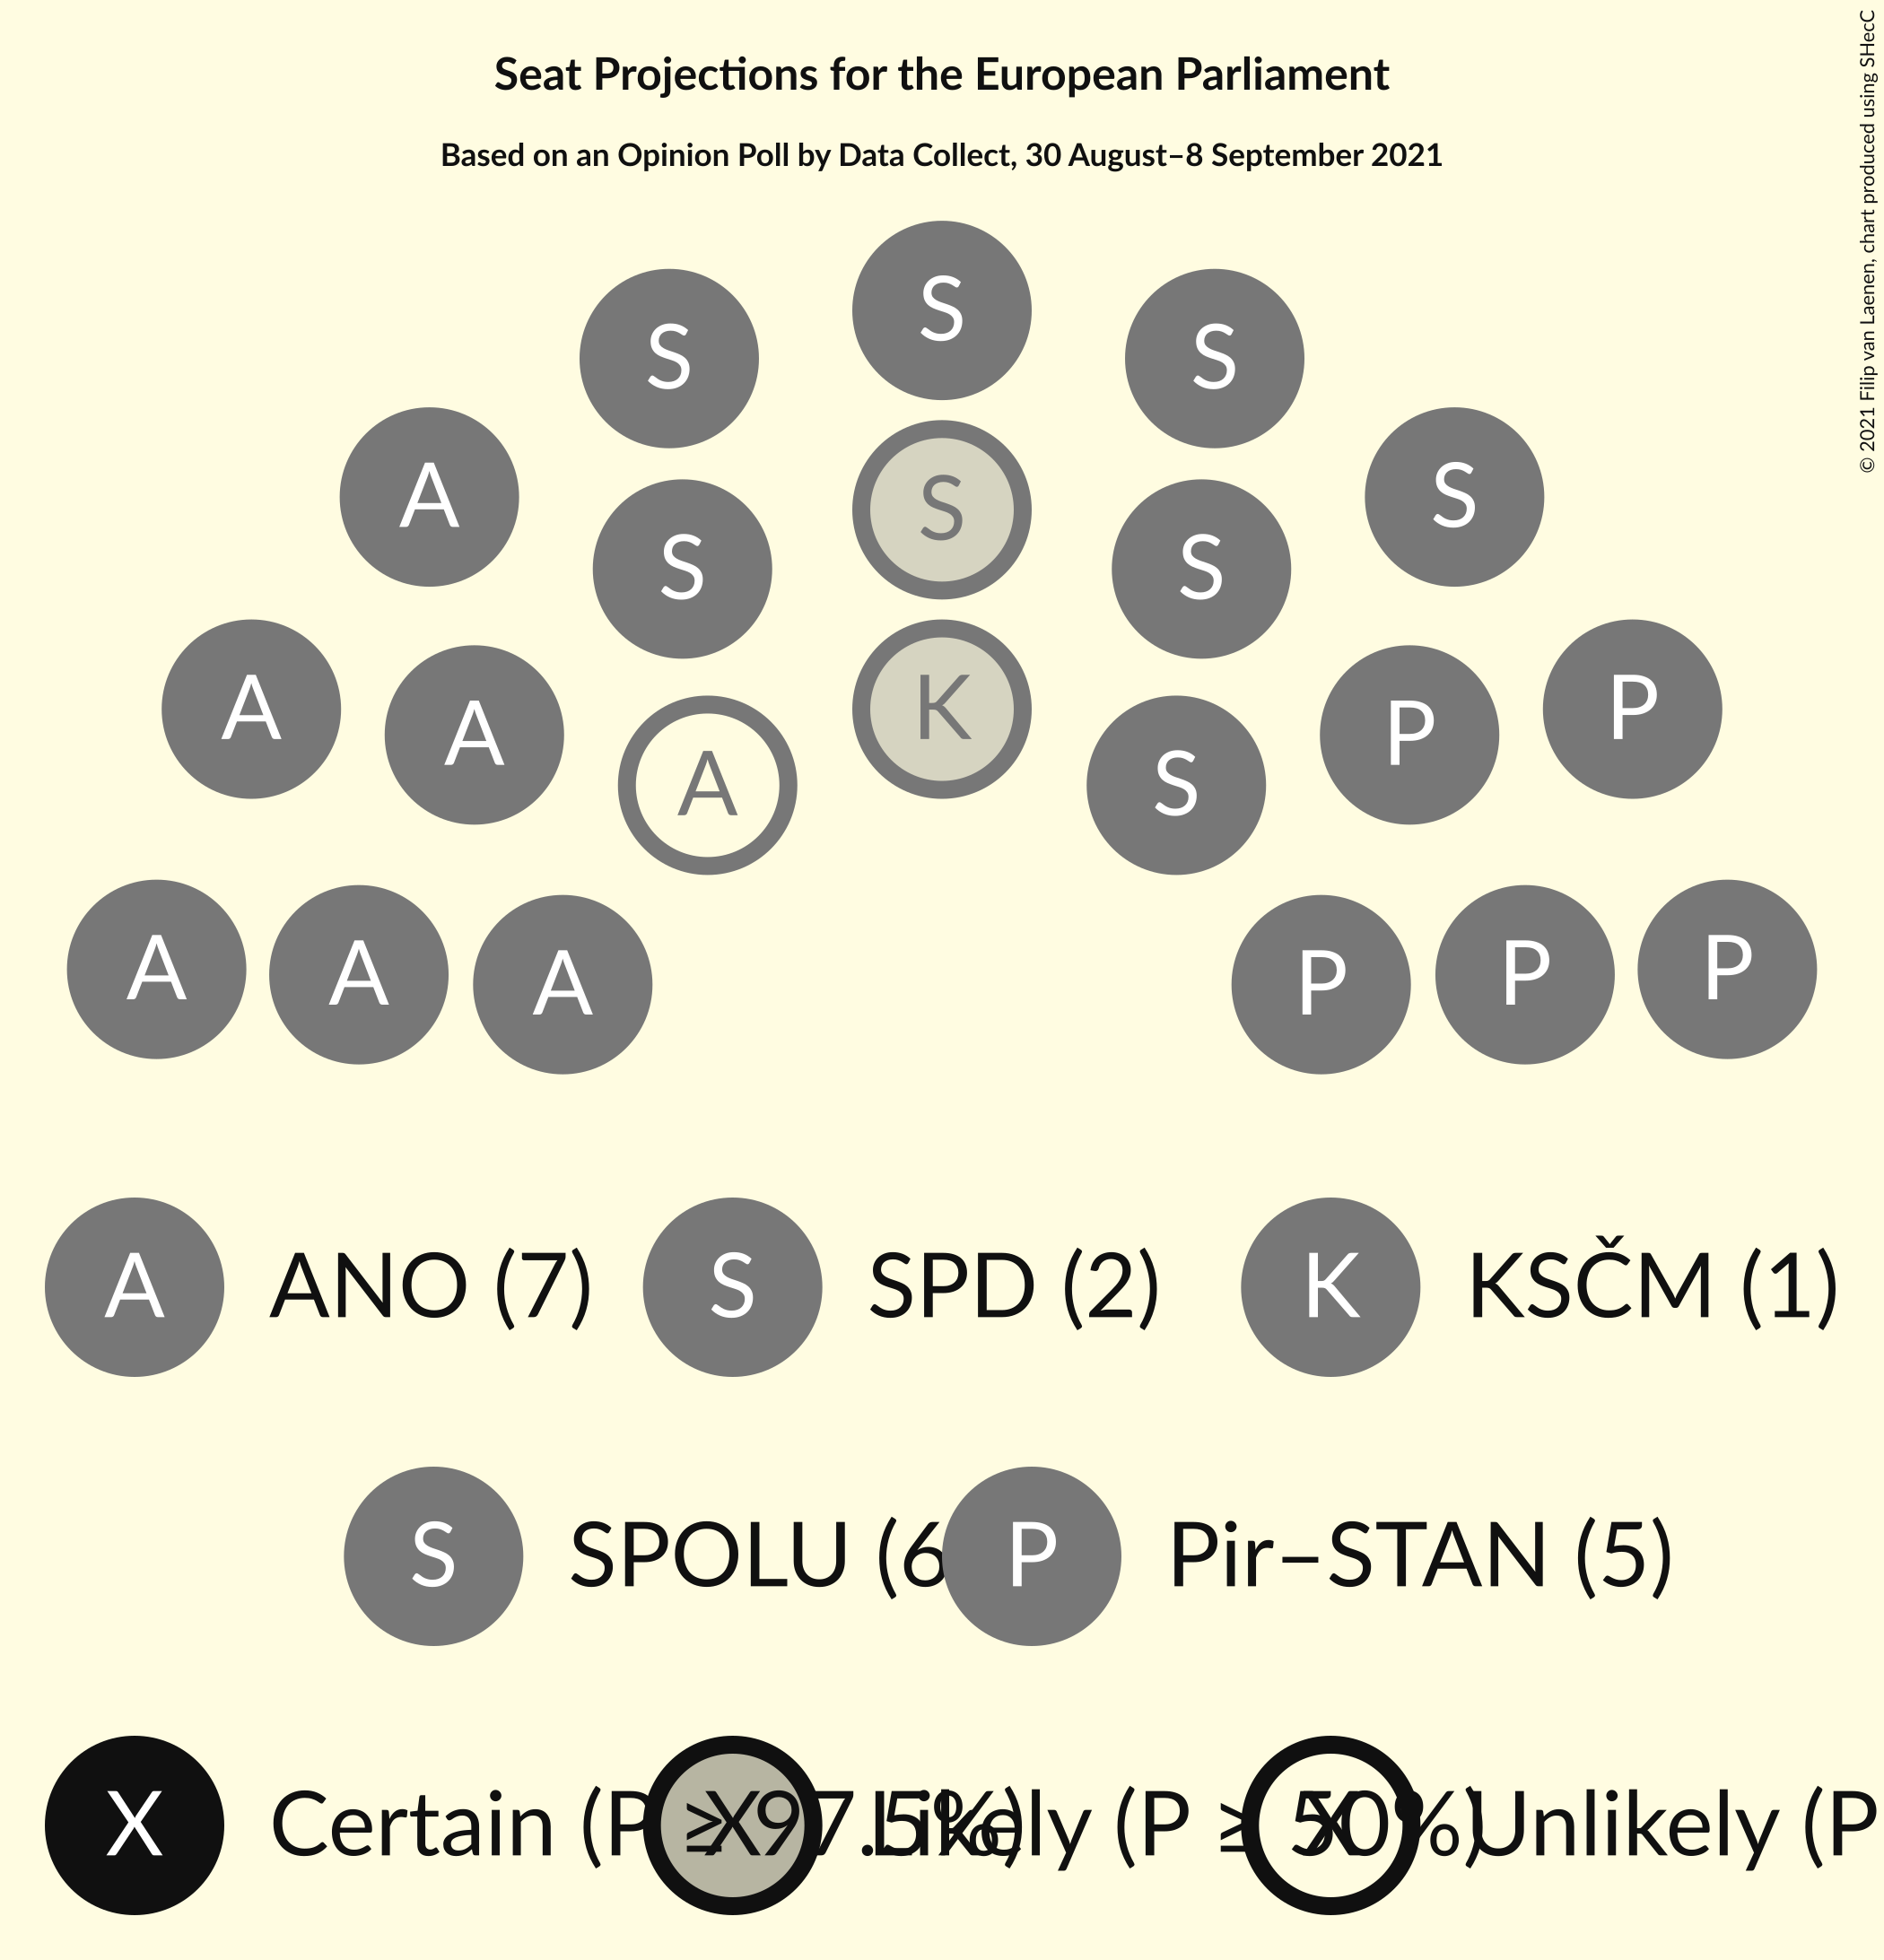 Seat Projections for the European Parliament
Based on an Opinion Poll by Data Collect, 30 August–8 September 2021
© 2021 Filip van Laenen, chart produced using SHecC
S
S S
A S S
S S
A K P
A A S P
A A A P P P
A ANO (7) S SPD (2) K KSČM (1)
S SPOLU (6 P Pir–STAN (5)
X Certain (P ≥ 97.5%) X Likely (P ≥ 50%) X Unlikely (P